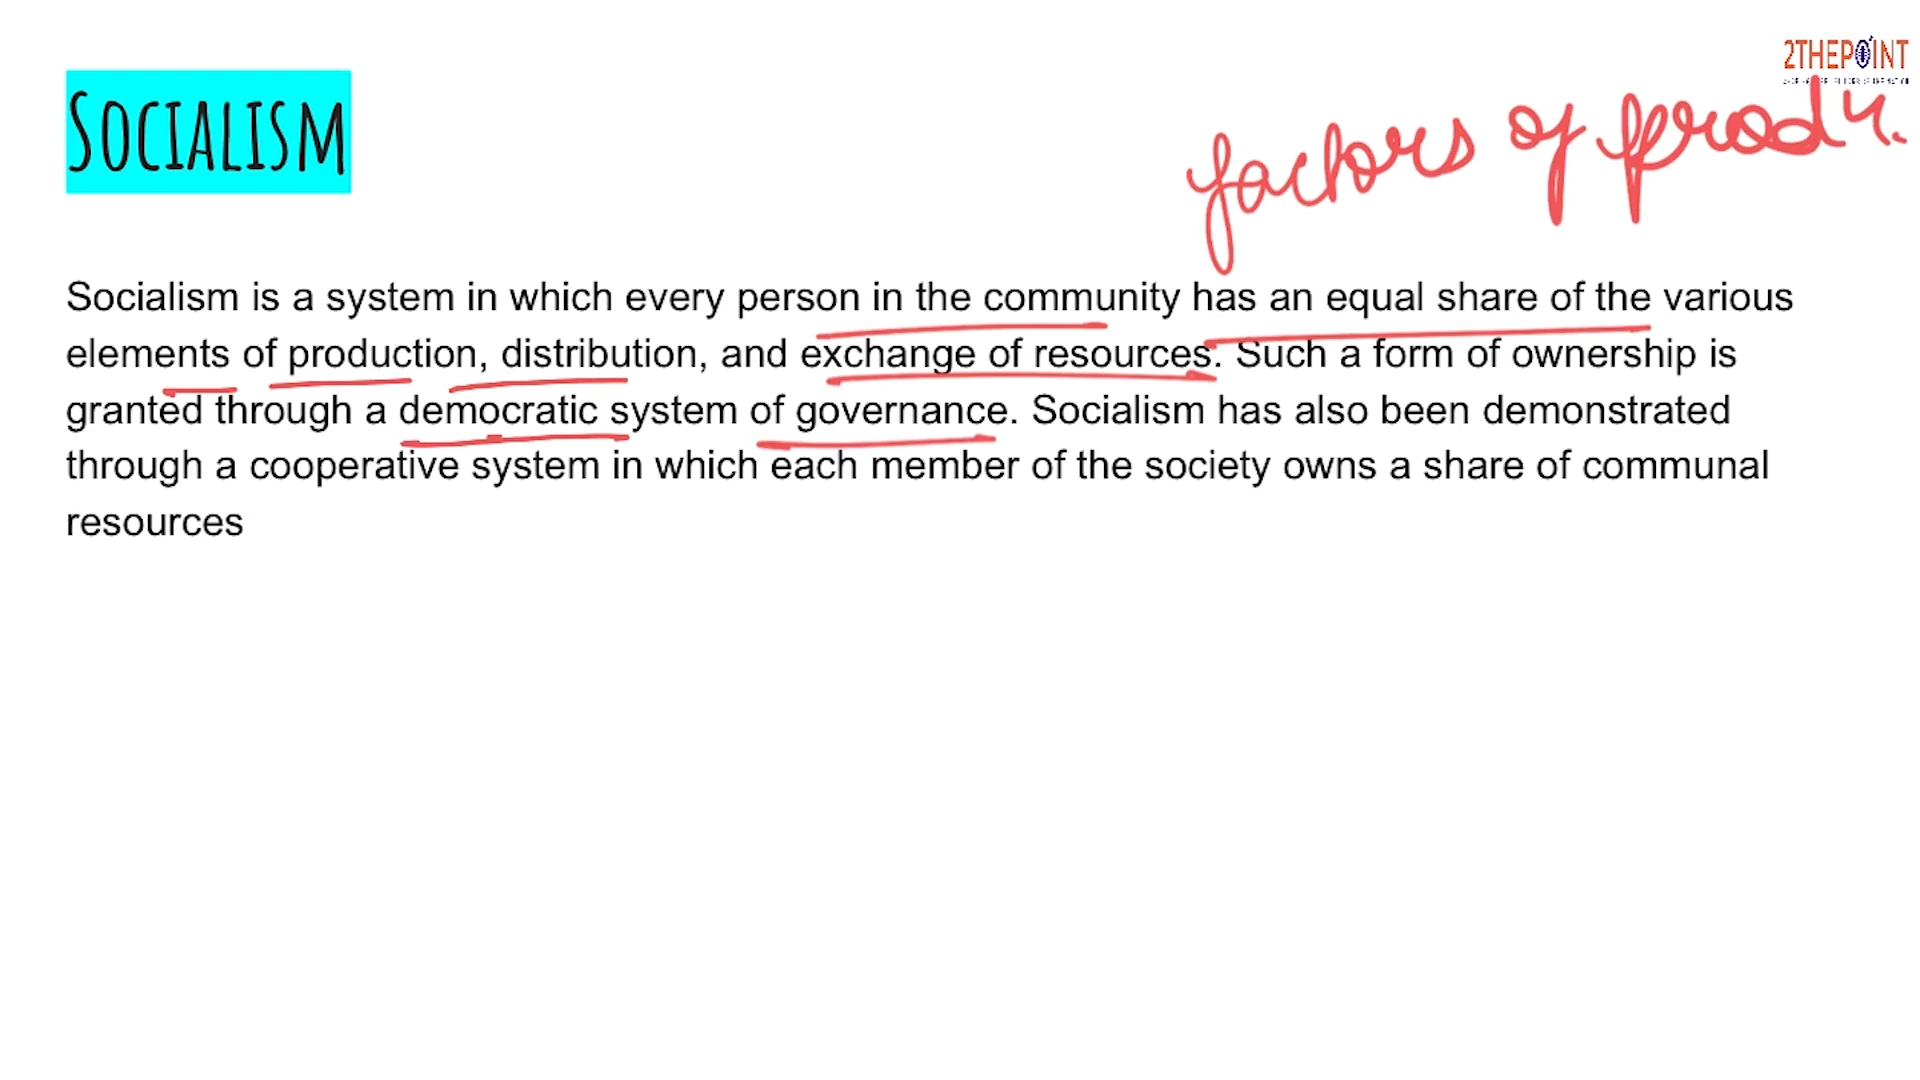 2THEPOINT
SOCIALISM
factors of produ.
Socialism is a system in which every person in the community has an equal share of the various
elements of production, distribution, and exchange of resources. Such a form of ownership is
granted through a democratic system of governance. Socialism has also been demonstrated
through a cooperative system in which each member of the society owns a share of communal
resources